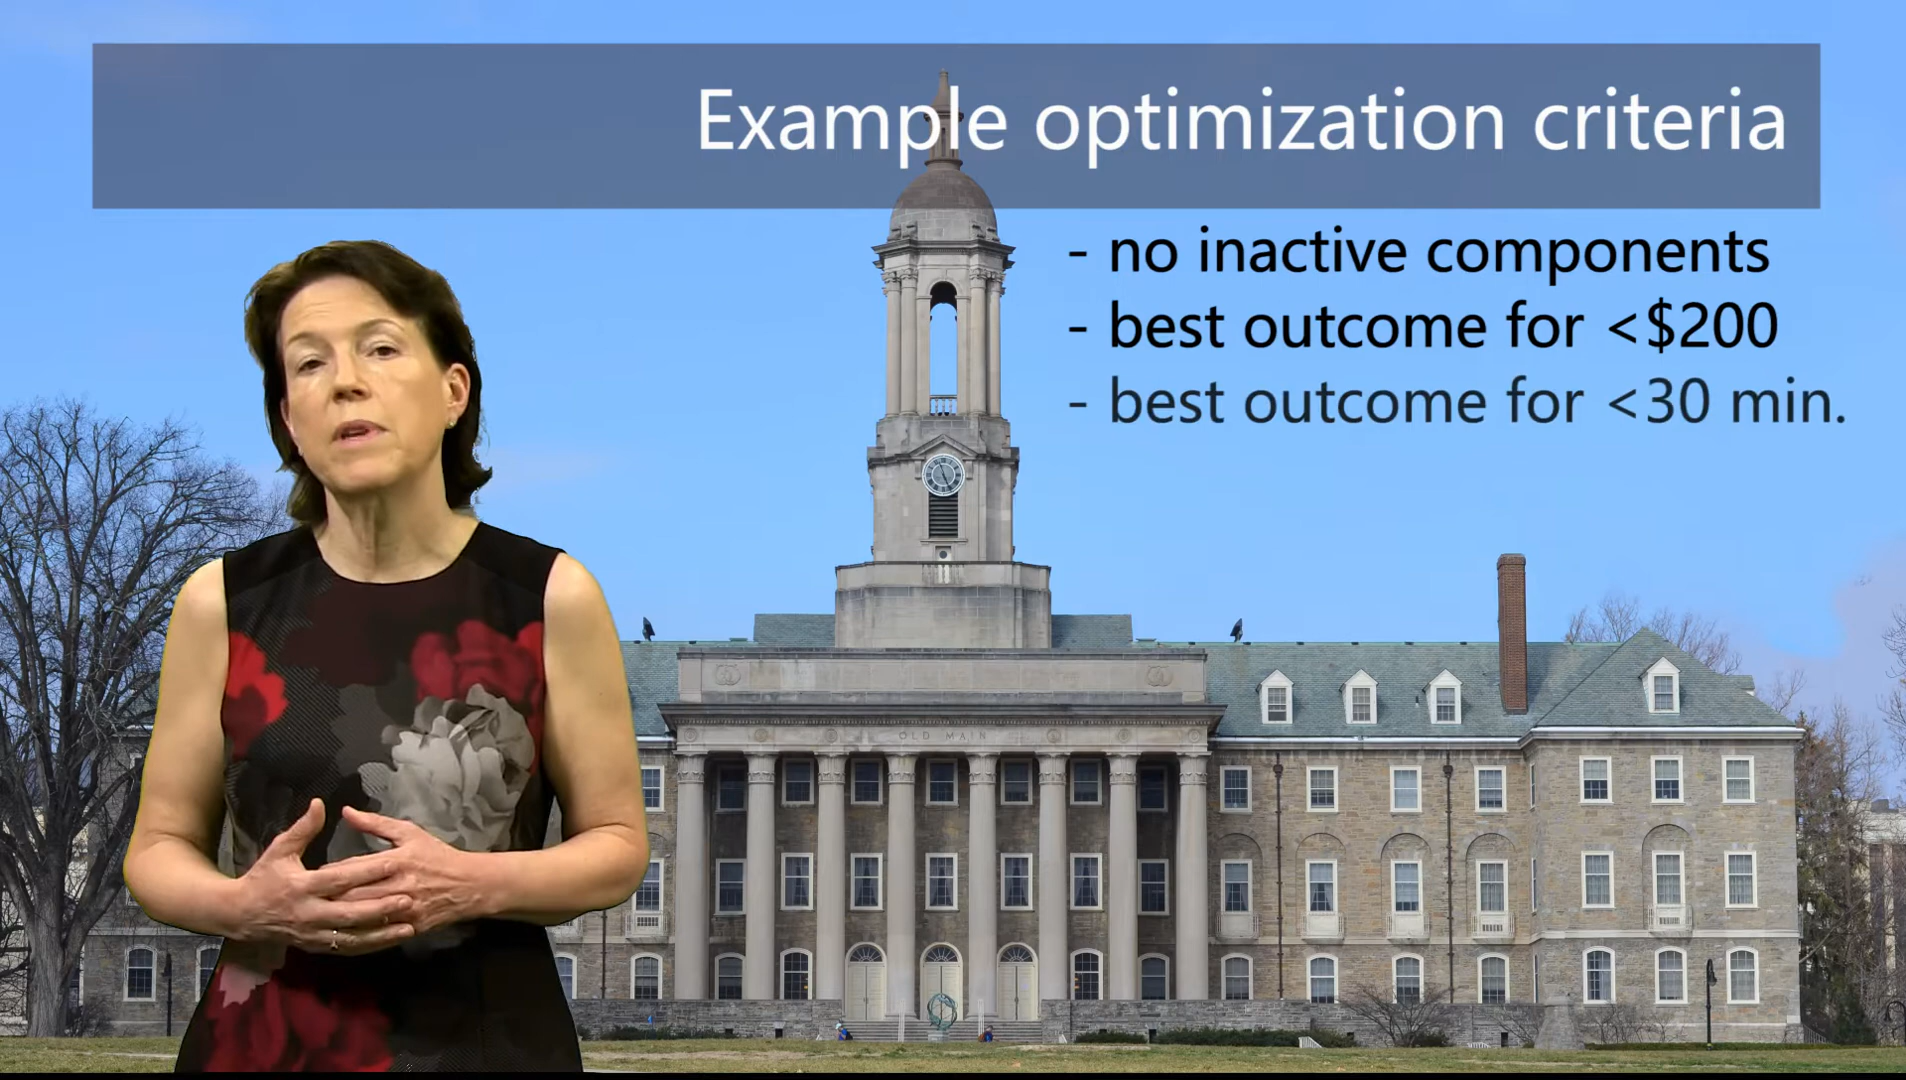 Example optimization criteria
- no inactive components
- best outcome for <$200
- best outcome for <30 min.
OLD MAIN